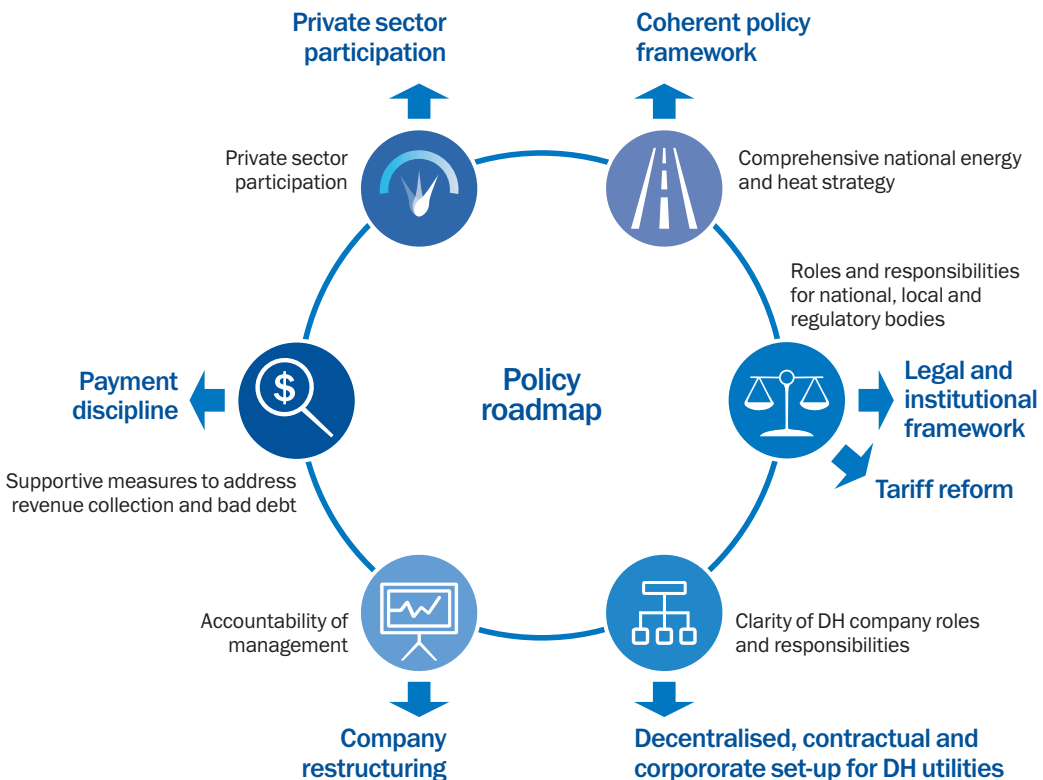 Private sector
participation
Coherent policy
framework
Private sector
participation
Comprehensive national energy
and heat strategy
Roles and responsibilities
for national, local and
regulatory bodies
Policy
roadmap
$
Payment
discipline
Legal and
institutional
framework
Tariff reform
Supportive measures to address
revenue collection and bad debt
Accountability of
management
Clarity of DH company roles
and responsibilities
Company
restructuring
Decentralised, contractual and
corpororate set-up for DH utilities